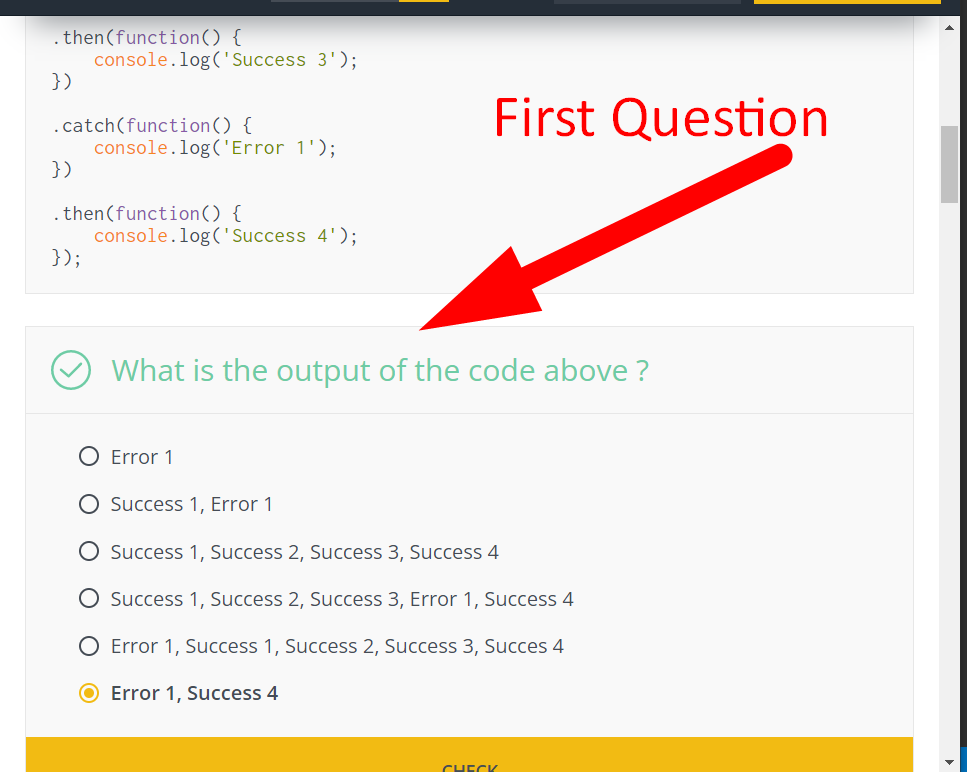 .then(function() {
console.log('Success 3');
})
.catch(function() {
console.log('Error 1');
})
.then(function() {
console.log('Success 4');
});
First Question
What is the output of the code above ?
Error 1
Success 1, Error 1
Success 1, Success 2, Success 3, Success 4
Success 1, Success 2, Success 3, Error 1, Success 4
Error 1, Success 1, Success 2, Success 3, Succes 4
Error 1, Success 4
CHECK